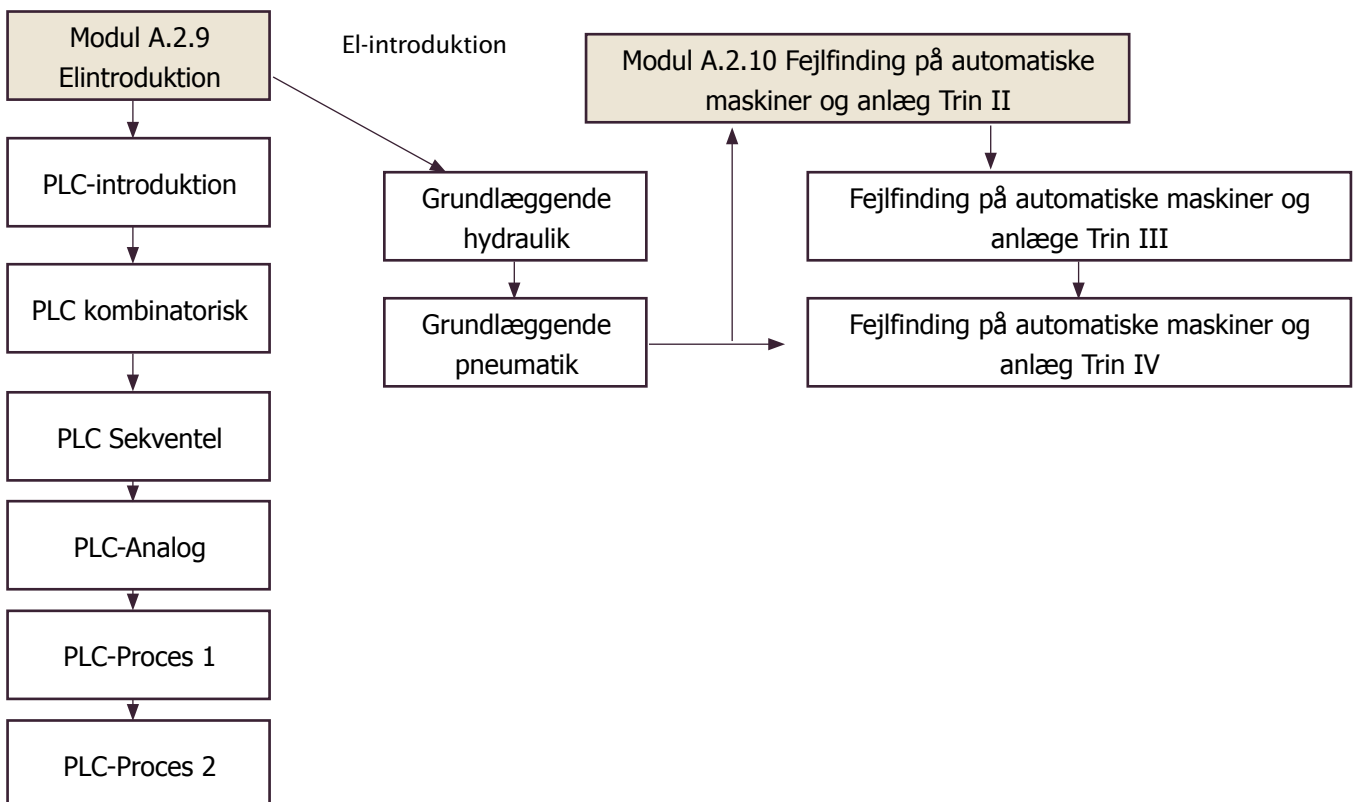 Modul A.2.9
Elintroduktion
El-introduktion
Modul A.2.10 Fejlfinding på automatiske
maskiner og anlæg Trin II
PLC-introduktion
Grundlæggende
hydraulik
Fejlfinding på automatiske maskiner og
anlæge Trin III
PLC kombinatorisk
Grundlæggende
pneumatik
Fejlfinding på automatiske maskiner og
anlæg Trin IV
PLC Sekventel
PLC-Analog
PLC-Proces 1
PLC-Proces 2